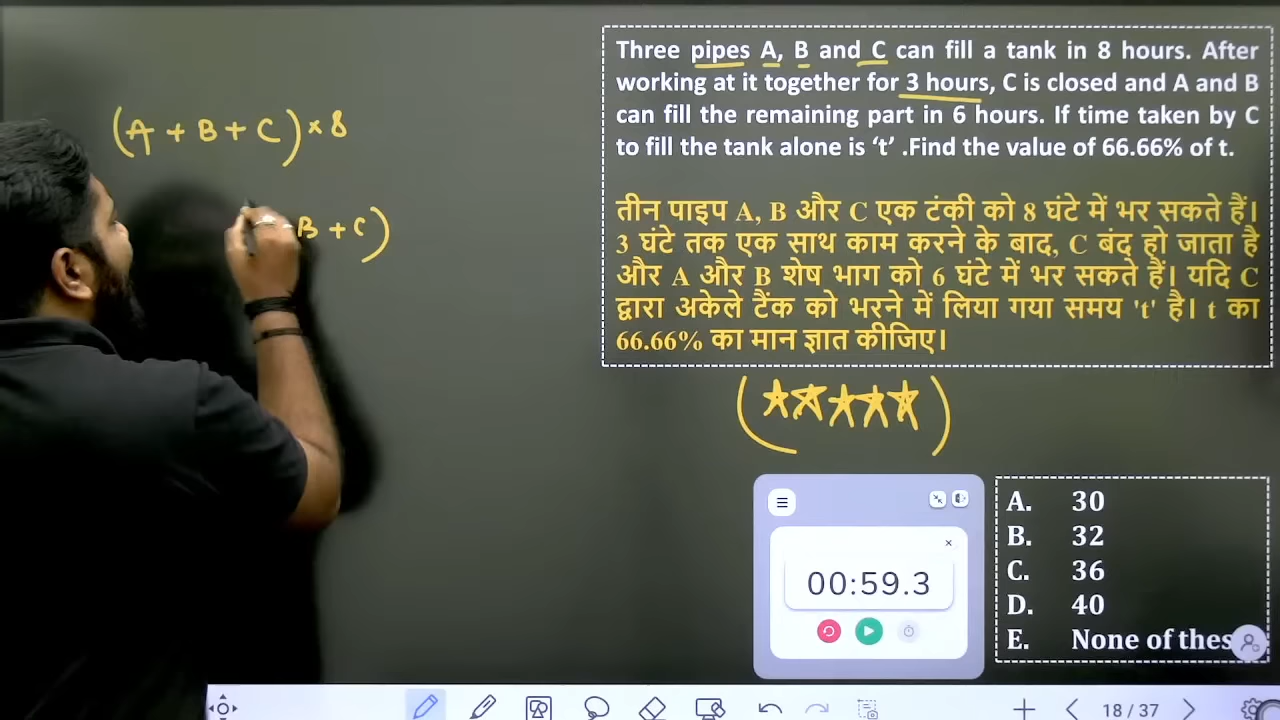 (A + B + C) × 8
B + C)
Three pipes A, B and C can fill a tank in 8 hours. After
working at it together for 3 hours, C is closed and A and B
can fill the remaining part in 6 hours. If time taken by C
to fill the tank alone is ‘t’ .Find the value of 66.66% of t.
तीन पाइप A, B और C एक टंकी को 8 घंटे में भर सकते हैं।
3 घंटे तक एक साथ काम करने के बाद, C बंद हो जाता है
और A और B शेष भाग को 6 घंटे में भर सकते हैं। यदि C
द्वारा अकेले टैंक को भरने में लिया गया समय 't' है। t का
66.66% का मान ज्ञात कीजिए।
00:59.3
A. 30
B. 32
C. 36
D. 40
E. None of thes
18 / 37